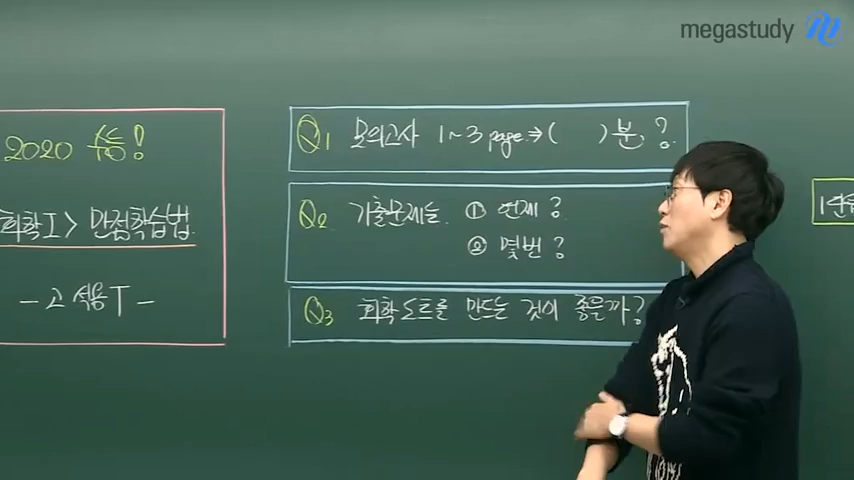 megastudy
2020 수능!
화학Ⅰ> 만점학습법
- 고석용T -
Q1 모의고사 1~3 page ⇒ ( )분?
Q2 기출문제는 ① 언제?
② 몇번?
Q3 화학노트를 만드는 것이 좋을까?